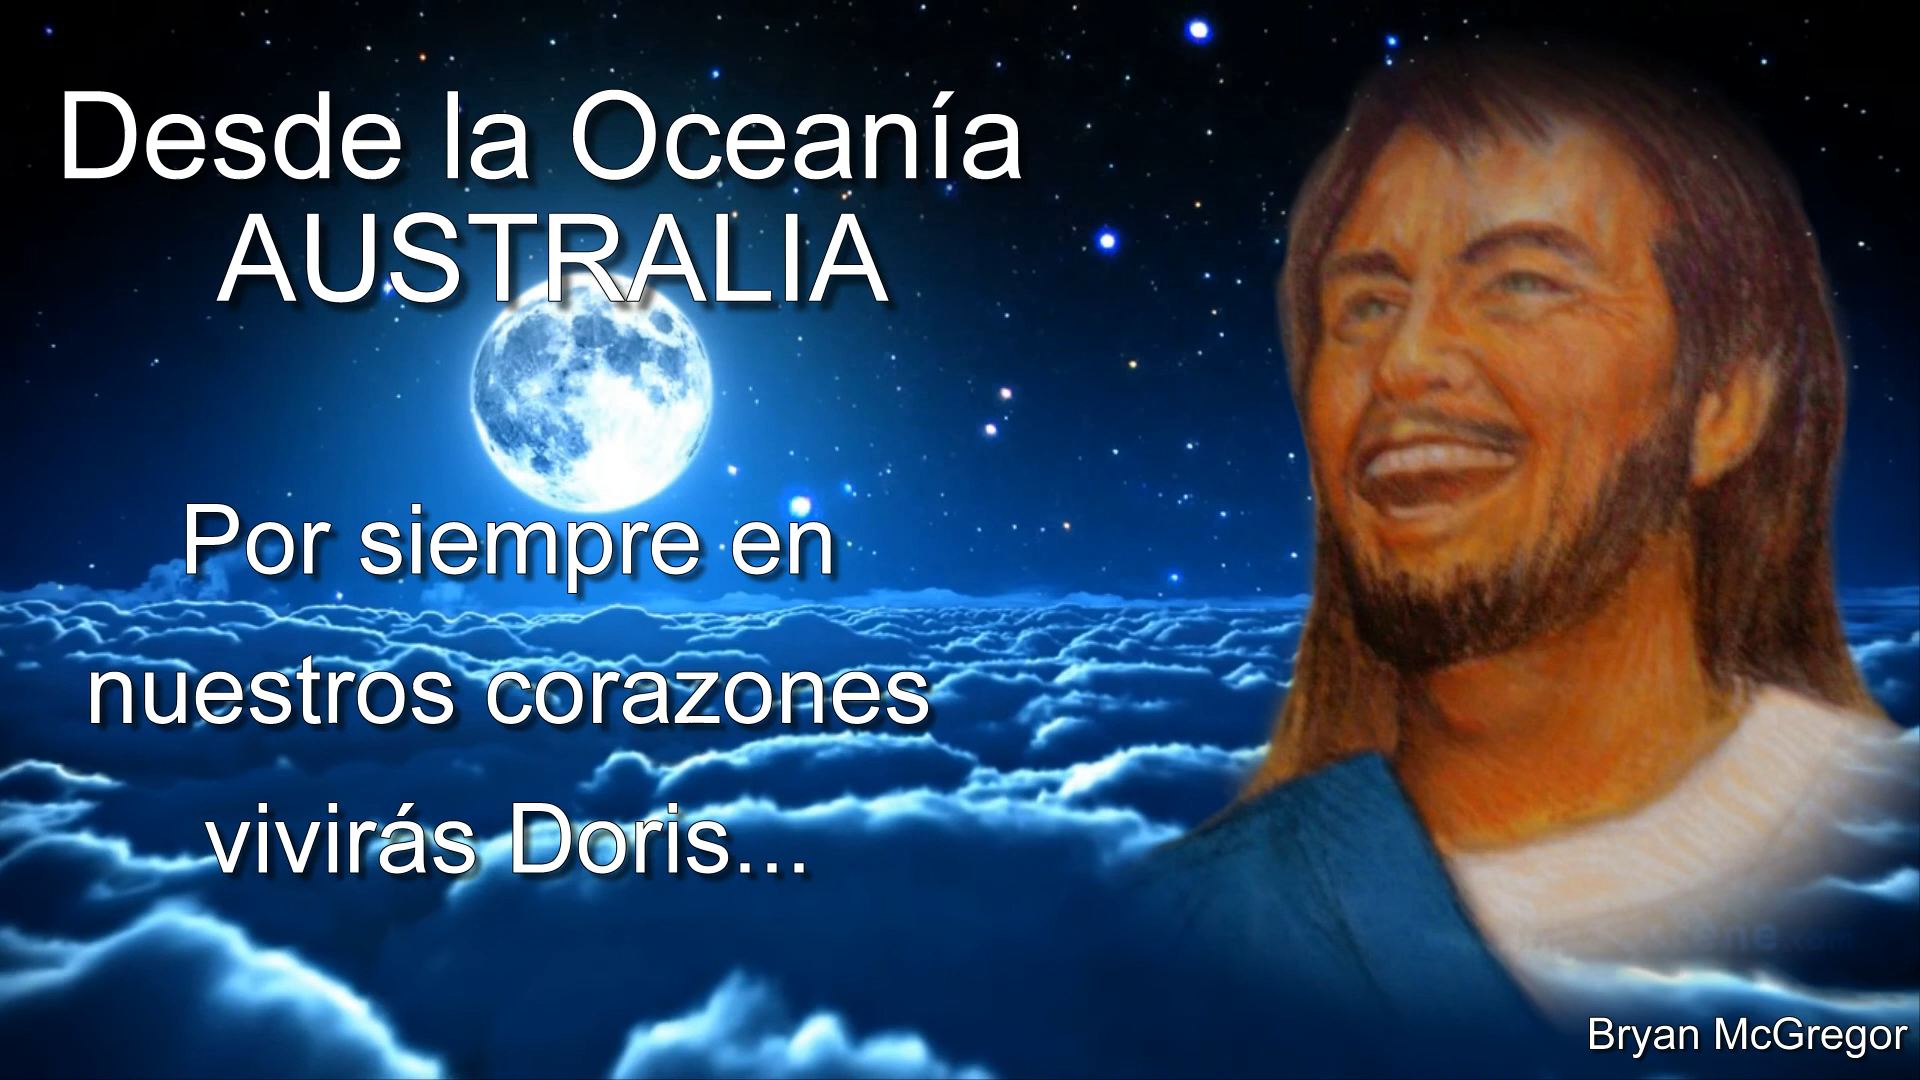 Desde la Oceanía
AUSTRALIA
Por siempre en
nuestros corazones
vivirás Doris...
Bryan McGregor